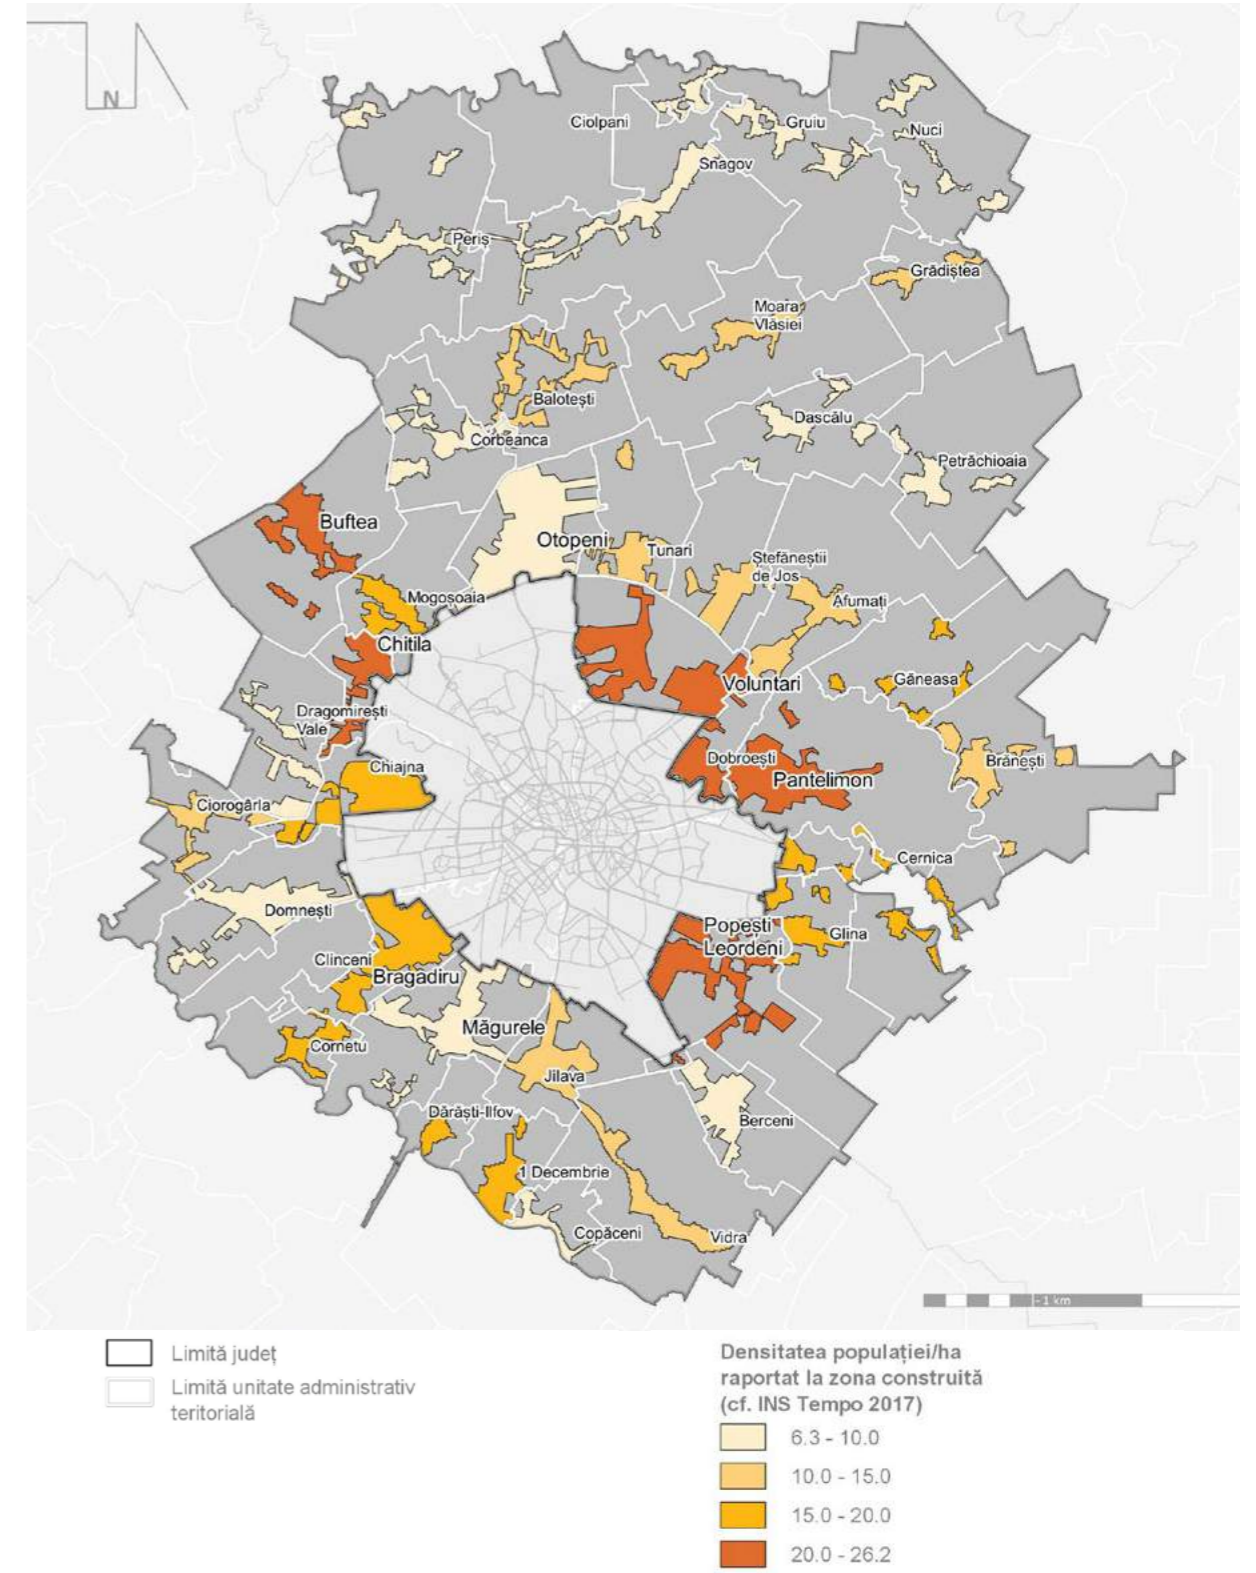 N
Ciolpani
Gruiu
Nuci
Snagov
Periș
Grădiștea
Moara
Vlăsiei
Balotești
Dascălu
Corbeanca
Petrăchioaia
Buftea
Otopeni
Tunari
Ștefăneștii
de Jos
Mogoșoaia
Afumați
Chitila
Găneasa
Voluntari
Dragomirești
Vale
Dobroești
Brănești
Chiajna
Pantelimon
Ciorogârla
Cernica
Domnești
Popești
Leordeni
Glina
Clinceni
Bragadiru
Măgurele
Cornetu
Jilava
Dărăști-Ilfov
Berceni
1 Decembrie
Copăceni
Vidra
1 km
Limită județ
Limită unitate administrativ
teritorială
Densitatea populației/ha
raportat la zona construită
(cf. INS Tempo 2017)
6.3 - 10.0
10.0 - 15.0
15.0 - 20.0
20.0 - 26.2